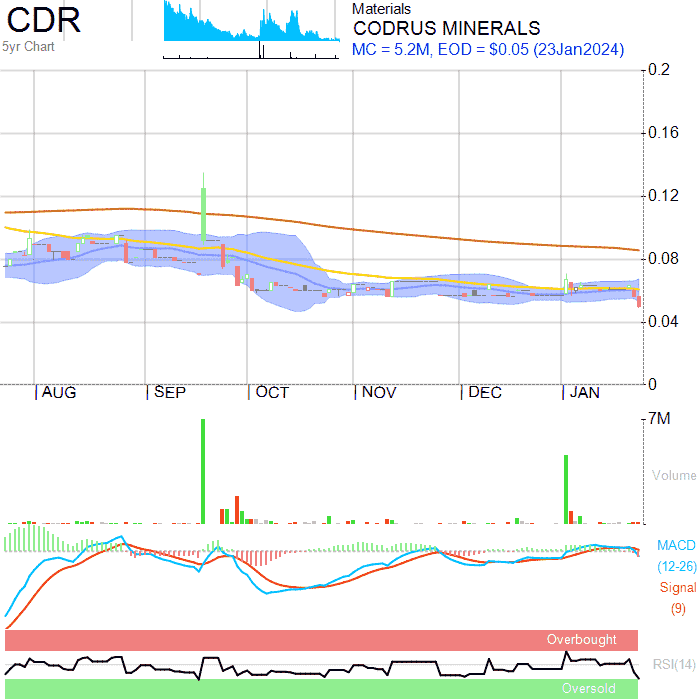 CDR
5yr Chart
Materials
CODRUS MINERALS
MC = 5.2M, EOD = $0.05 (23Jan2024)
0.2
0.16
0.12
0.08
0.04
0
AUG
SEP
OCT
NOV
DEC
JAN
7M
Volume
MACD
(12-26)
Signal
(9)
Overbought
RSI(14)
Oversold